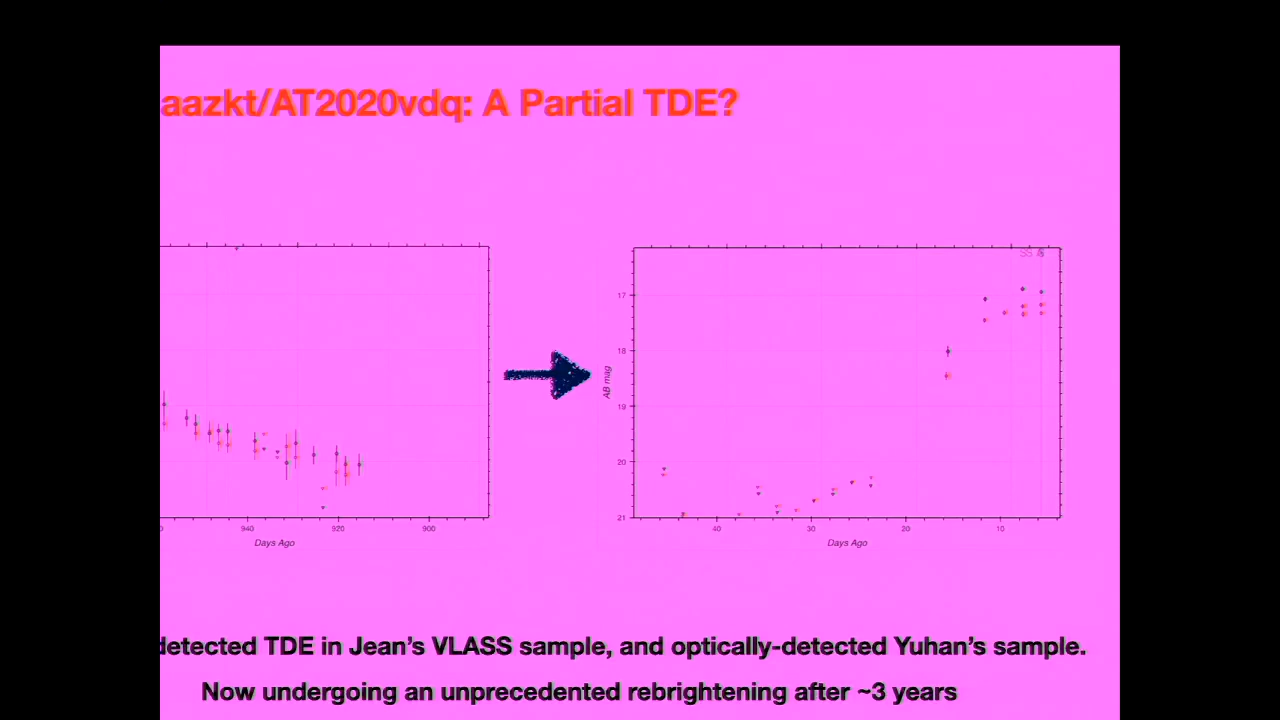 aazkt/AT2020vdq: A Partial TDE?
17
18
19
20
21
AB mag
940
920
900
Days Ago
40
30
20
10
Days Ago
detected TDE in Jean's VLASS sample, and optically-detected Yuhan's sample.
Now undergoing an unprecedented rebrightening after ~3 years